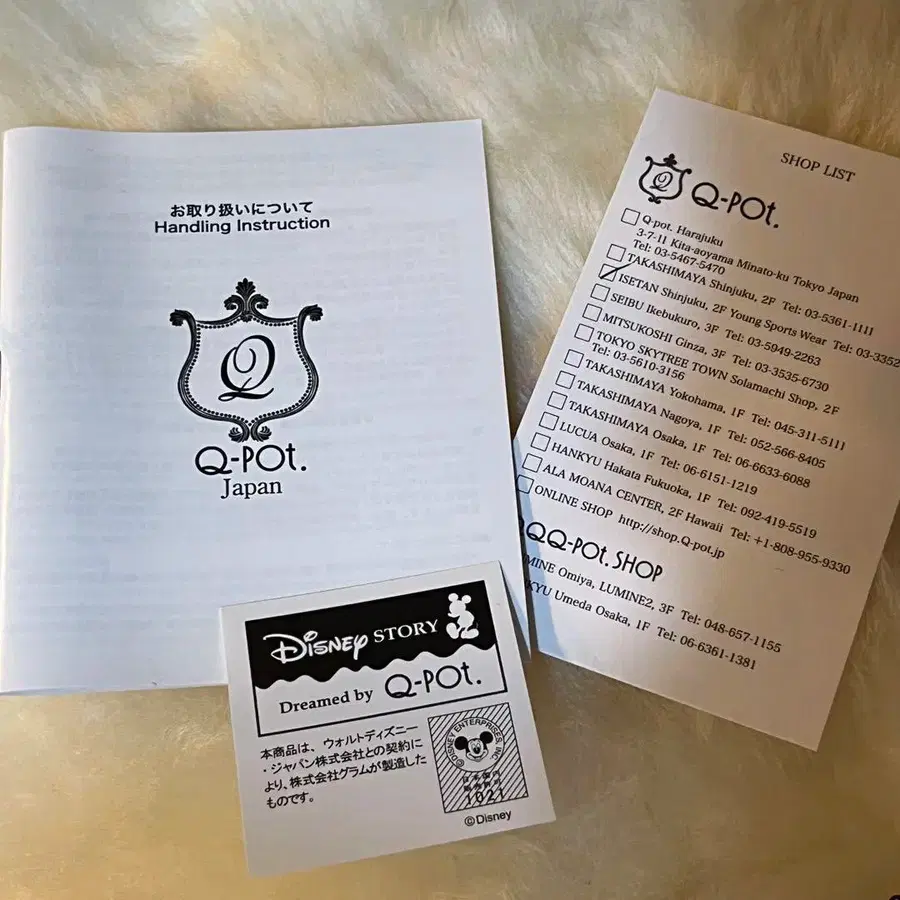 お取り扱いについて
Handling Instruction
Q
Q-POt.
Japan
SHOP LIST
Q
Q-POt.
Q-pot. Harajuku
3-7-11 Kita-aoyama Minato-ku Tokyo Japan
Tel: 03-5467-5470
TAKASHIMAYA Shinjuku, 2F Tel: 03-5361-1111
ISETAN Shinjuku, 2F Young Sports Wear Tel: 03-3352
SEIBU Ikebukuro, 3F Tel: 03-5949-2263
MITSUKOSHI Ginza, 3F Tel: 03-3535-6730
TOKYO SKYTREE TOWN Solamachi Shop, 2F
Tel: 03-5610-3156
TAKASHIMAYA Yokohama, 1F Tel: 045-311-5111
TAKASHIMAYA Nagoya, 1F Tel: 052-566-8405
TAKASHIMAYA Osaka, 1F Tel: 06-6633-6088
LUCUA Osaka, 1F Tel: 06-6151-1219
HANKYU Hakata Fukuoka, 1F Tel: 092-419-5519
ALA MOANA CENTER, 2F Hawaii Tel: +1-808-955-9330
ONLINE SHOP http://shop.Q-pot.jp
QQ-POt.SHOP
MINE Omiya, LUMINE2, 3F Tel: 048-657-1155
KYU Umeda Osaka, 1F Tel: 06-6361-1381
Disney STORY
Dreamed by Q-POt.
本商品は、ウォルトディズニー
・ジャパン株式会社との契約に
より、株式会社グラムが製造した
ものです。
©DISNEY ENTERPRISES INC.
日本国内
1021
©Disney